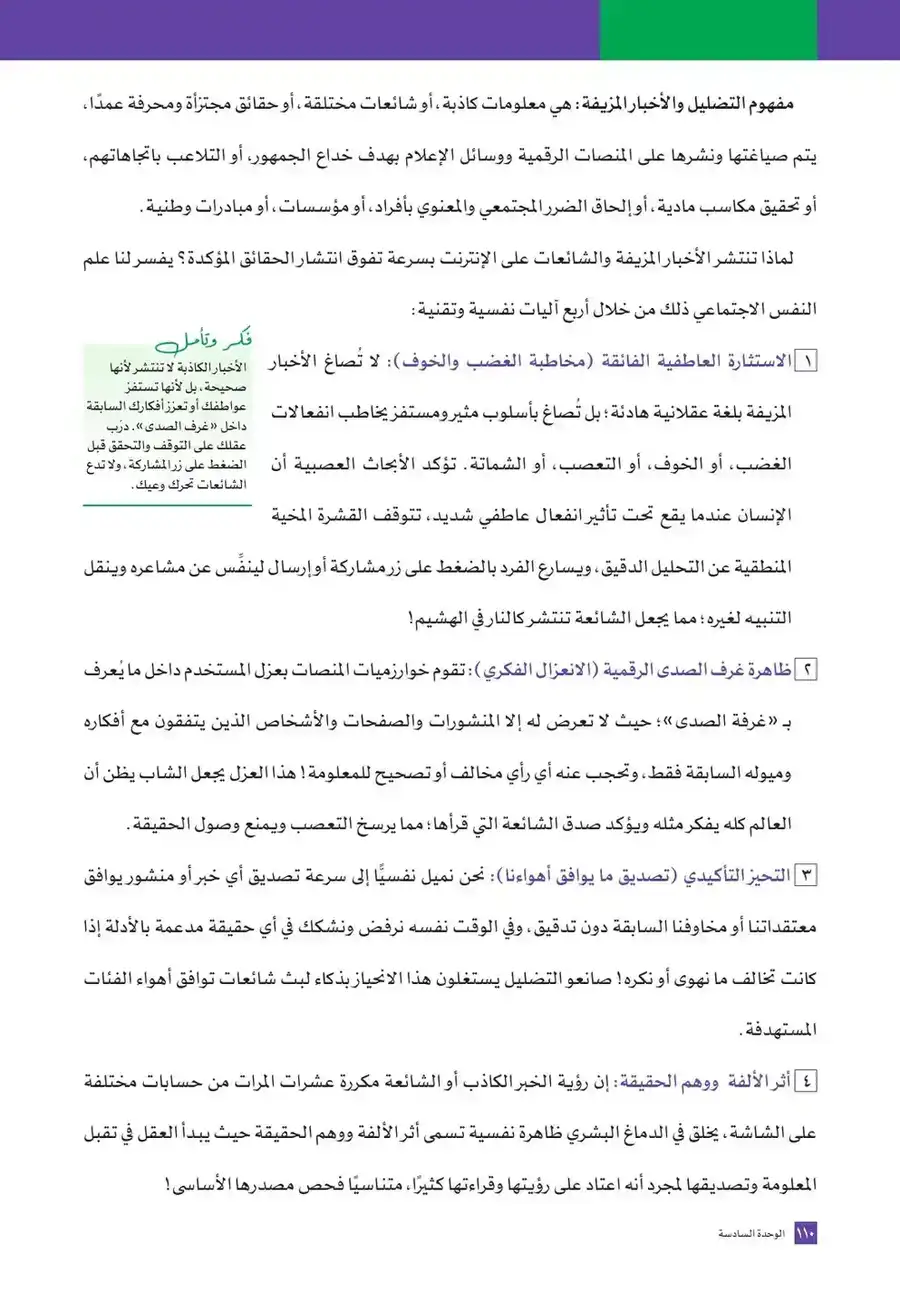 مفهوم التضليل والأخبار المزيفة: هي معلومات كاذبة، أو شائعات مختلقة، أو حقائق مجتزأة ومحرفة عمدًا،
يتم صياغتها ونشرها على المنصات الرقمية ووسائل الإعلام بهدف خداع الجمهور، أو التلاعب باتجاهاتهم،
أو تحقيق مكاسب مادية، أو إلحاق الضرر المجتمعي والمعنوي بأفراد، أو مؤسسات، أو مبادرات وطنية.
لماذا تنتشر الأخبار المزيفة والشائعات على الإنترنت بسرعة تفوق انتشار الحقائق المؤكدة؟ يفسر لنا علم
النفس الاجتماعي ذلك من خلال أربع آليات نفسية وتقنية:
١ الاستثارة العاطفية الفائقة (مخاطبة الغضب والخوف): لا تُصاغ الأخبار
المزيفة بلغة عقلانية هادئة؛ بل تُصاغ بأسلوب مثير ومستفز يخاطب انفعالات
الغضب، أو الخوف، أو التعصب، أو الشماتة. تؤكد الأبحاث العصبية أن
الإنسان عندما يقع تحت تأثير انفعال عاطفي شديد، تتوقف القشرة المخية
المنطقية عن التحليل الدقيق، ويسارع الفرد بالضغط على زر مشاركة أو إرسال لينفِّس عن مشاعره وينقل
التنبيه لغيره؛ مما يجعل الشائعة تنتشر كالنار في الهشيم!
فكر وتأمل
الأخبار الكاذبة لا تنتشر لأنها
صحيحة، بل لأنها تستفز
عواطفك أو تعزز أفكارك السابقة
داخل «غرف الصدى». درّب
عقلك على التوقف والتحقق قبل
الضغط على زر المشاركة، ولا تدع
الشائعات تحرك وعيك.
٢ ظاهرة غرف الصدى الرقمية (الانعزال الفكري): تقوم خوارزميات المنصات بعزل المستخدم داخل ما يُعرف
بـ «غرفة الصدى»؛ حيث لا تعرض له إلا المنشورات والصفحات والأشخاص الذين يتفقون مع أفكاره
وميوله السابقة فقط، وتحجب عنه أي رأي مخالف أو تصحيح للمعلومة! هذا العزل يجعل الشاب يظن أن
العالم كله يفكر مثله ويؤكد صدق الشائعة التي قرأها؛ مما يرسخ التعصب ويمنع وصول الحقيقة.
٣ التحيز التأكيدي (تصديق ما يوافق أهواءنا): نحن نميل نفسيًّا إلى سرعة تصديق أي خبر أو منشور يوافق
معتقداتنا أو مخاوفنا السابقة دون تدقيق، وفي الوقت نفسه نرفض ونشكك في أي حقيقة مدعمة بالأدلة إذا
كانت تخالف ما نهوى أو نكره! صانعو التضليل يستغلون هذا الانحياز بذكاء لبث شائعات توافق أهواء الفئات
المستهدفة.
٤ أثر الألفة ووهم الحقيقة: إن رؤية الخبر الكاذب أو الشائعة مكررة عشرات المرات من حسابات مختلفة
على الشاشة، يخلق في الدماغ البشري ظاهرة نفسية تسمى أثر الألفة ووهم الحقيقة حيث يبدأ العقل في تقبل
المعلومة وتصديقها لمجرد أنه اعتاد على رؤيتها وقراءتها كثيرًا، متناسيًا فحص مصدرها الأساسى!
١١٠ الوحدة السادسة